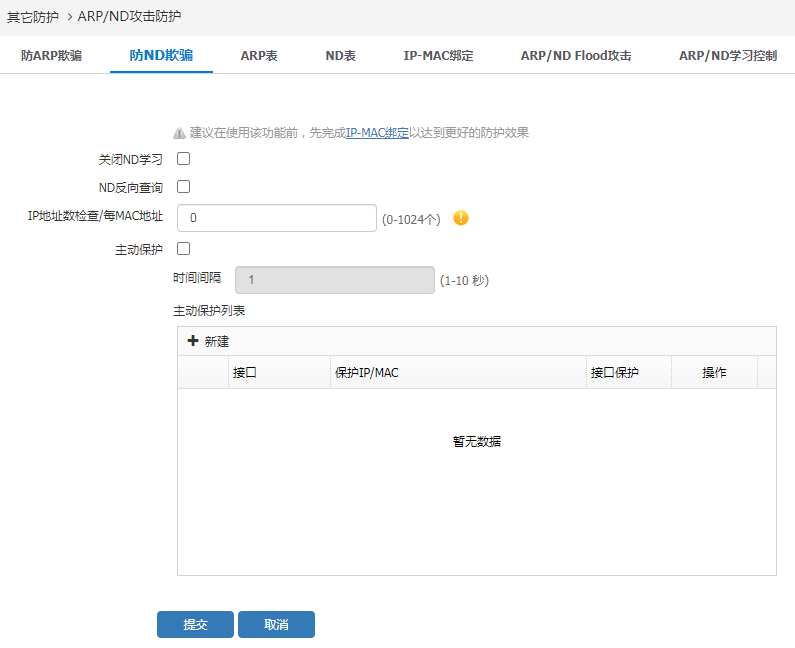 其它防护 > ARP/ND攻击防护
防ARP欺骗 防ND欺骗 ARP表 ND表 IP-MAC绑定 ARP/ND Flood攻击 ARP/ND学习控制
建议在使用该功能前，先完成IP-MAC绑定以达到更好的防护效果
关闭ND学习
ND反向查询
IP地址数检查/每MAC地址 0 (0-1024个)
主动保护
时间间隔 1 (1-10 秒)
主动保护列表
新建
接口 保护IP/MAC 接口保护 操作
暂无数据
提交 取消